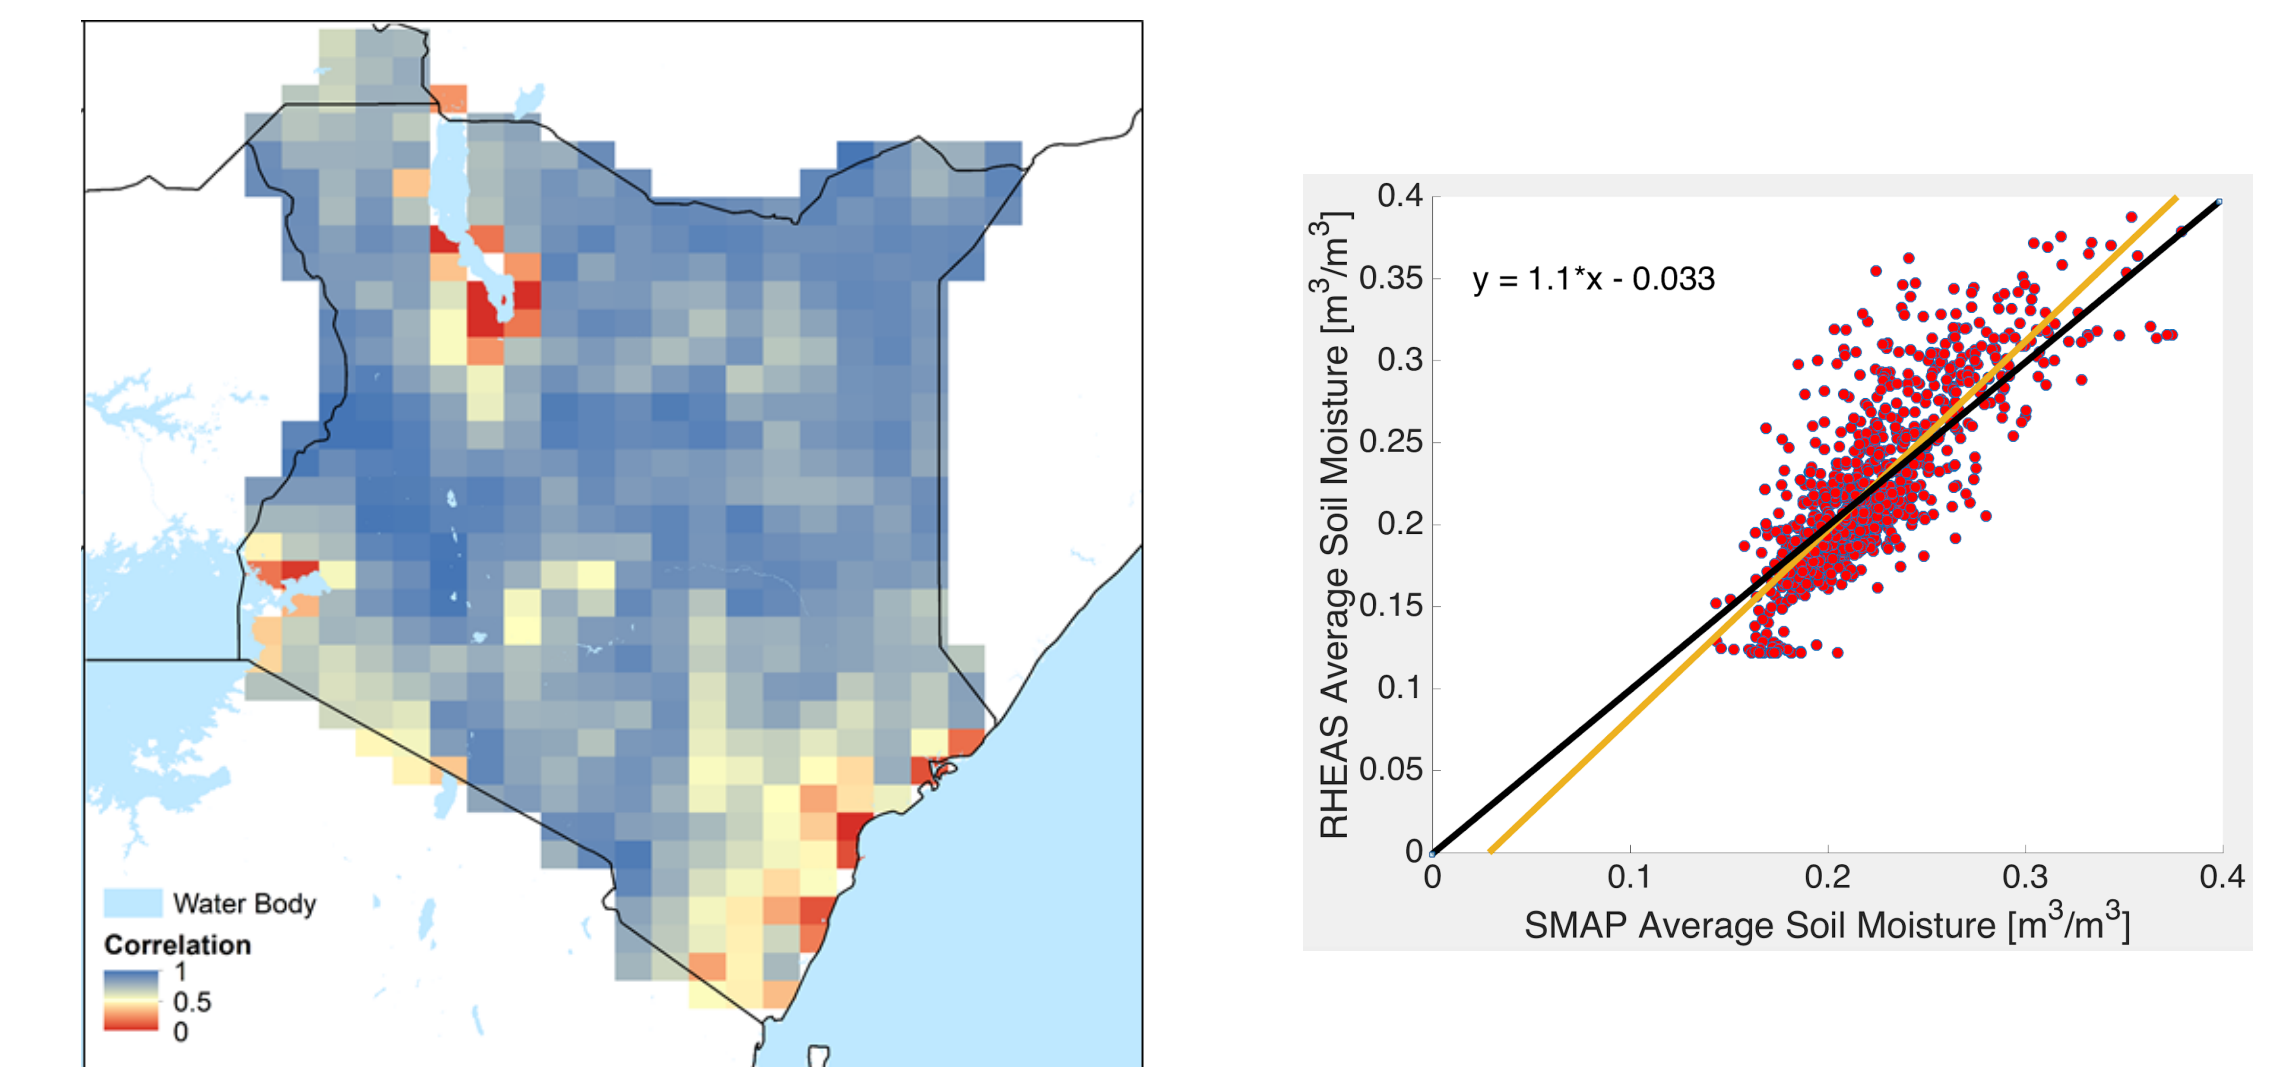 Water Body
Correlation
1
0.5
0
RHEAS Average Soil Moisture [m³/m³]
0.4
0.35
0.3
0.25
0.2
0.15
0.1
0.05
0
y = 1.1*x - 0.033
0 0.1 0.2 0.3 0.4
SMAP Average Soil Moisture [m³/m³]